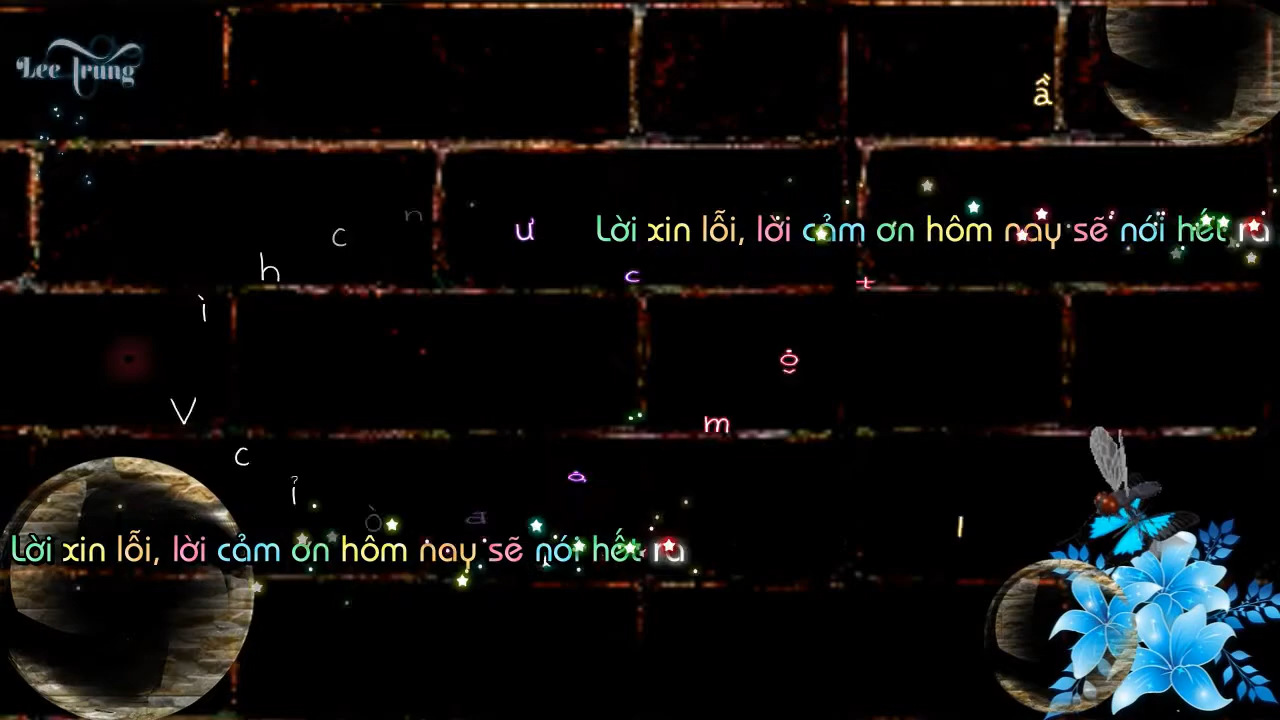 Lee Trung
Lời xin lỗi, lời cảm ơn hôm nay sẽ nói hết ra
Lời xin lỗi, lời cảm ơn hôm nay sẽ nói hết ra